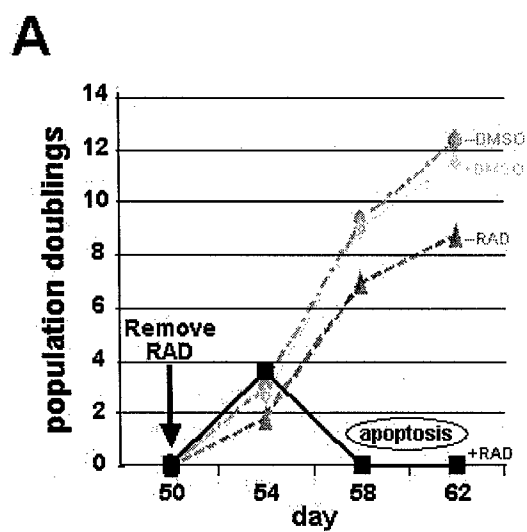 A
14
12
10
8
6
4
2
0
population doublings
–DMSO
+DMSO
–RAD
Remove
RAD
apoptosis
+RAD
50
54
58
62
day